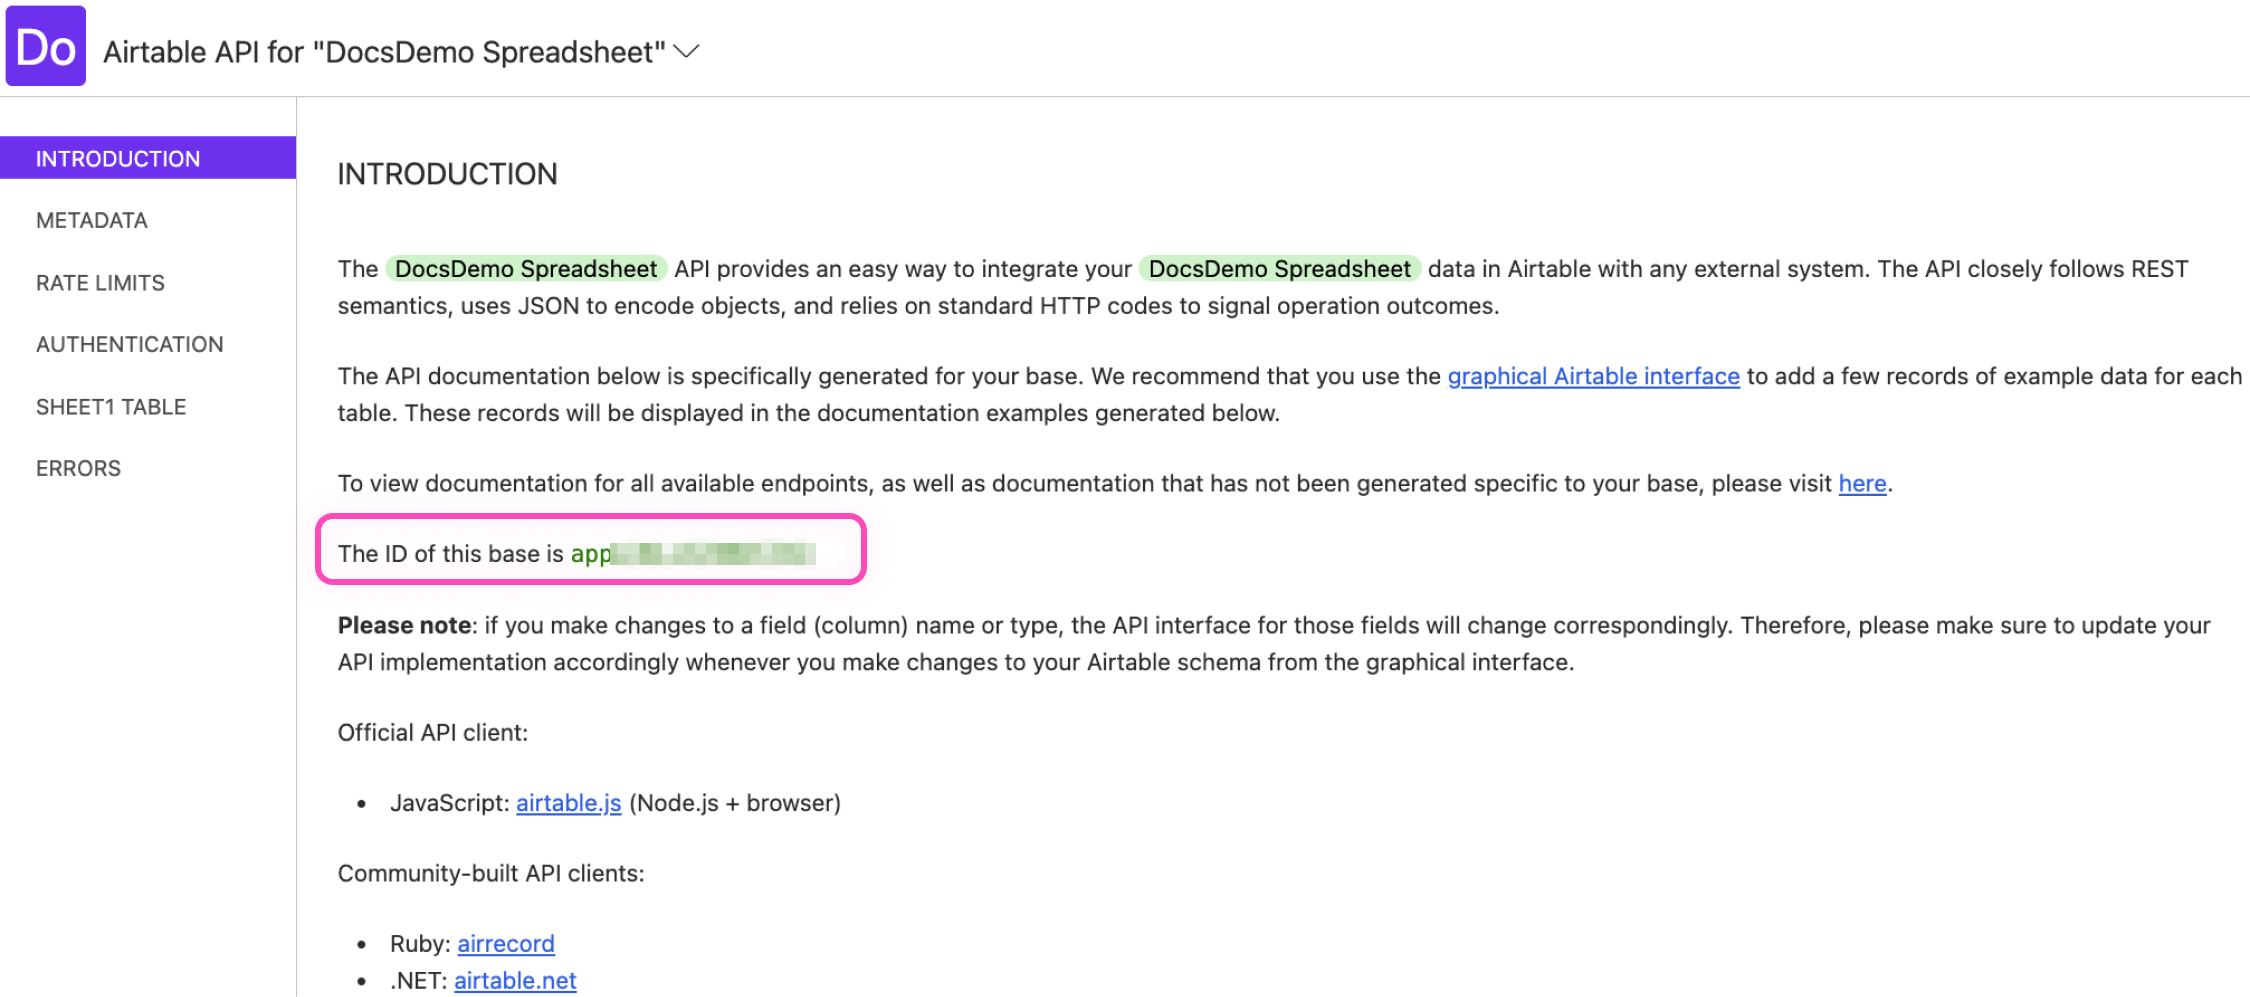 Do
Airtable API for "DocsDemo Spreadsheet"
INTRODUCTION
METADATA
RATE LIMITS
AUTHENTICATION
SHEET1 TABLE
ERRORS
INTRODUCTION
The DocsDemo Spreadsheet API provides an easy way to integrate your DocsDemo Spreadsheet data in Airtable with any external system. The API closely follows REST
semantics, uses JSON to encode objects, and relies on standard HTTP codes to signal operation outcomes.
The API documentation below is specifically generated for your base. We recommend that you use the graphical Airtable interface to add a few records of example data for each
table. These records will be displayed in the documentation examples generated below.
To view documentation for all available endpoints, as well as documentation that has not been generated specific to your base, please visit here.
The ID of this base is app
Please note: if you make changes to a field (column) name or type, the API interface for those fields will change correspondingly. Therefore, please make sure to update your
API implementation accordingly whenever you make changes to your Airtable schema from the graphical interface.
Official API client:
• JavaScript: airtable.js (Node.js + browser)
Community-built API clients:
• Ruby: airrecord
• .NET: airtable.net